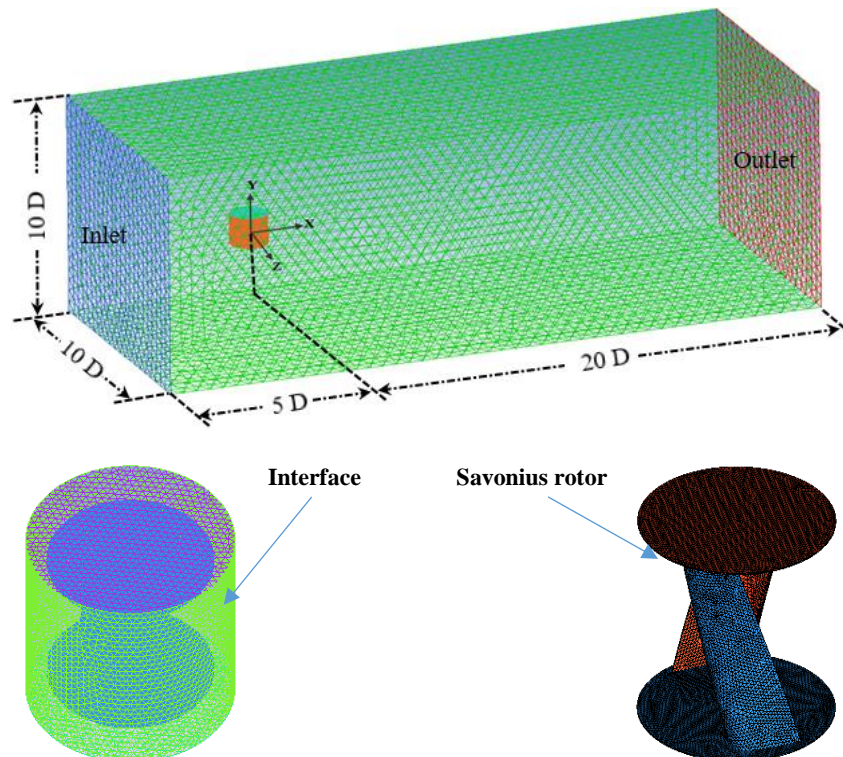 Y
X
Z
Inlet
Outlet
10 D
10 D
5 D
20 D
Interface
Savonius rotor